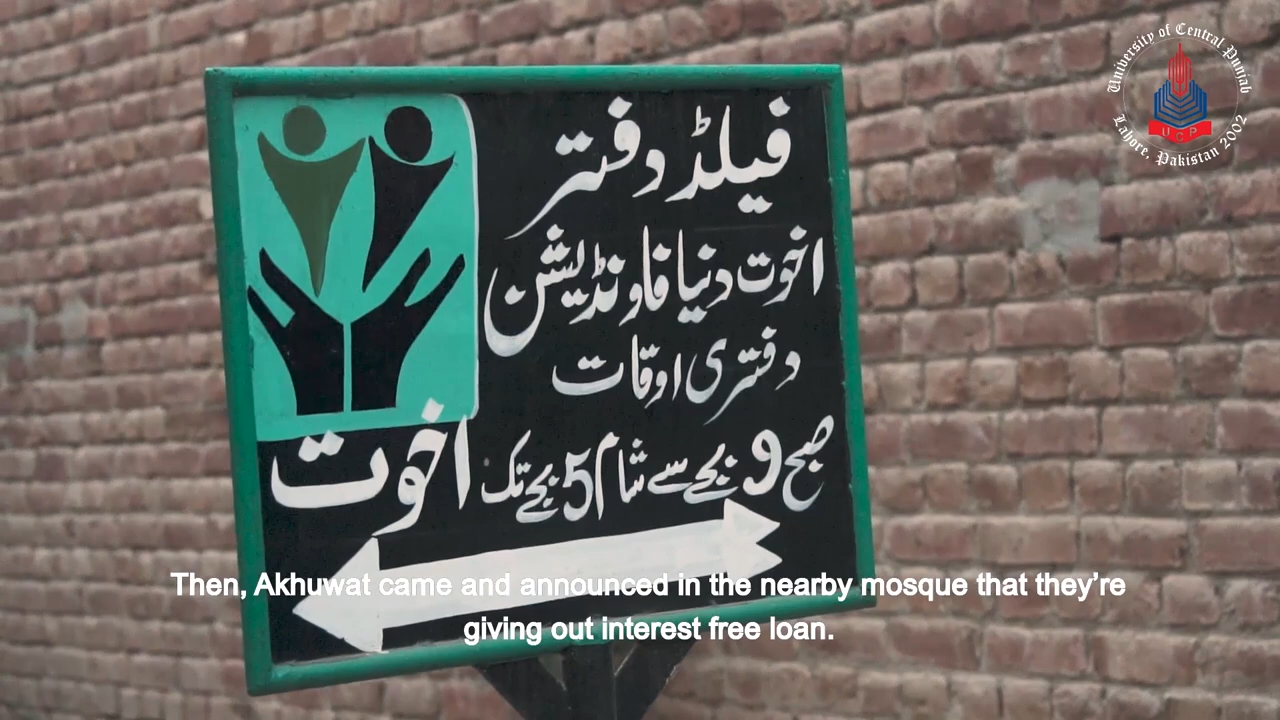 University of Central Punjab
UCP
Lahore, Pakistan 2002
فیلڈ دفتر
اخوت دنیا فاونڈیشن
دفتری اوقات
صبح 9 بجے سے شام 5 بجے تک
اخوت
Then, Akhuwat came and announced in the nearby mosque that they’re
giving out interest free loan.